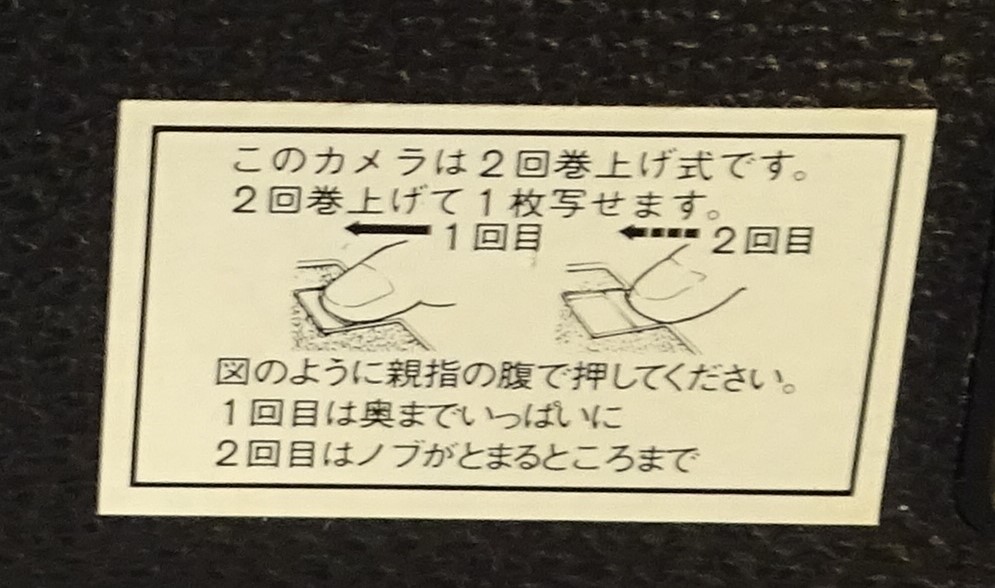 このカメラは２回巻上げ式です。
２回巻上げて１枚写せます。
１回目
２回目
図のように親指の腹で押してください。
１回目は奥までいっぱいに
２回目はノブがとまるところまで